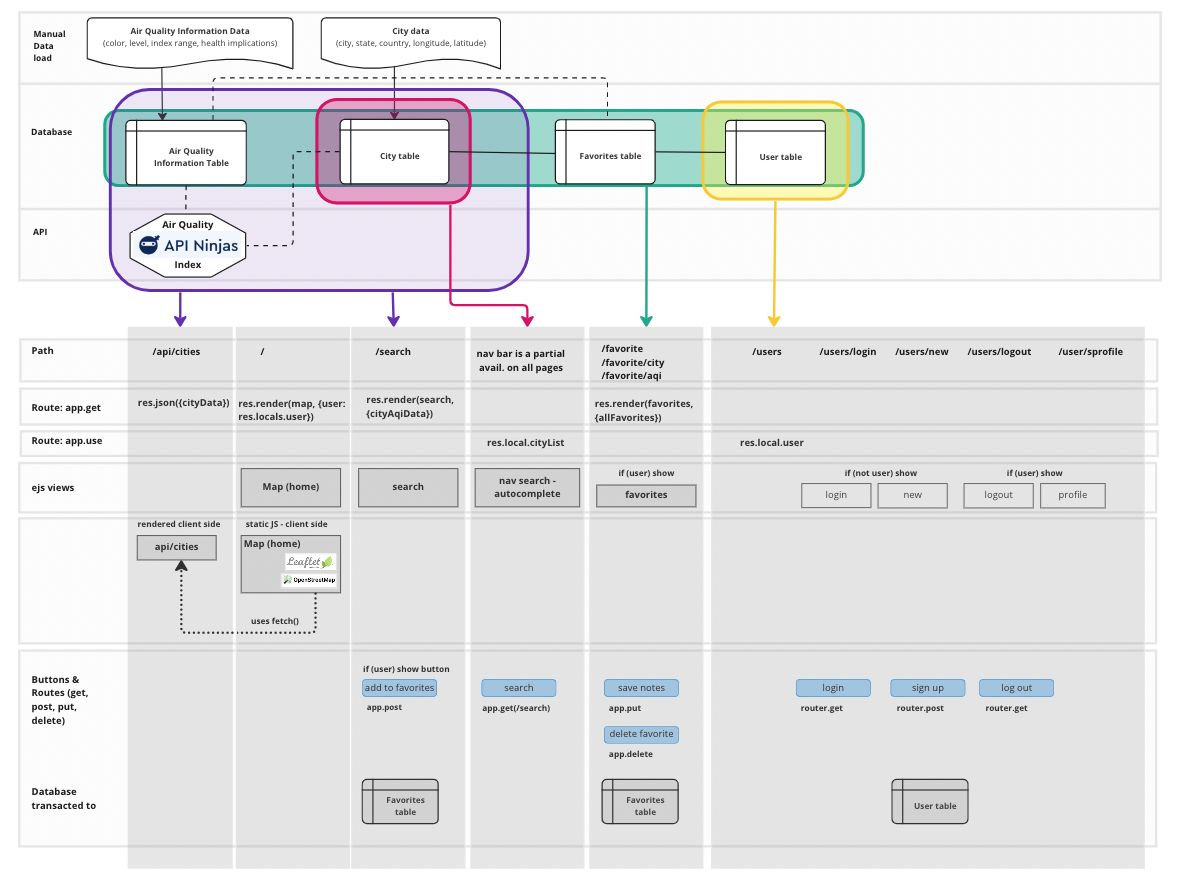 Manual
Data
load
Air Quality Information Data
(color, level, index range, health implications)
City data
(city, state, country, longitude, latitude)
Database
Air Quality
Information Table
City table
Favorites table
User table
API
Air Quality
API Ninjas
Index
Path
/api/cities
/
/search
nav bar is a partial
avail. on all pages
/favorite
/favorite/city
/favorite/aqi
/users
/users/login
/users/new
/users/logout
/user/sprofile
Route: app.get
res.json({cityData})
res.render(map, {user:
res.locals.user})
res.render(search,
{cityAqiData})
res.render(favorites,
{allFavorites})
Route: app.use
res.local.cityList
res.local.user
ejs views
Map (home)
search
nav search -
autocomplete
if (user) show
favorites
if (not user) show
login
new
if (user) show
logout
profile
rendered client side
api/cities
static JS - client side
Map (home)
Leaflet
OpenStreetMap
uses fetch()
Buttons &
Routes (get,
post, put,
delete)
if (user) show button
add to favorites
app.post
search
app.get(/search)
save notes
app.put
delete favorite
app.delete
login
router.get
sign up
router.post
log out
router.get
Database
transacted to
Favorites
table
Favorites
table
User table